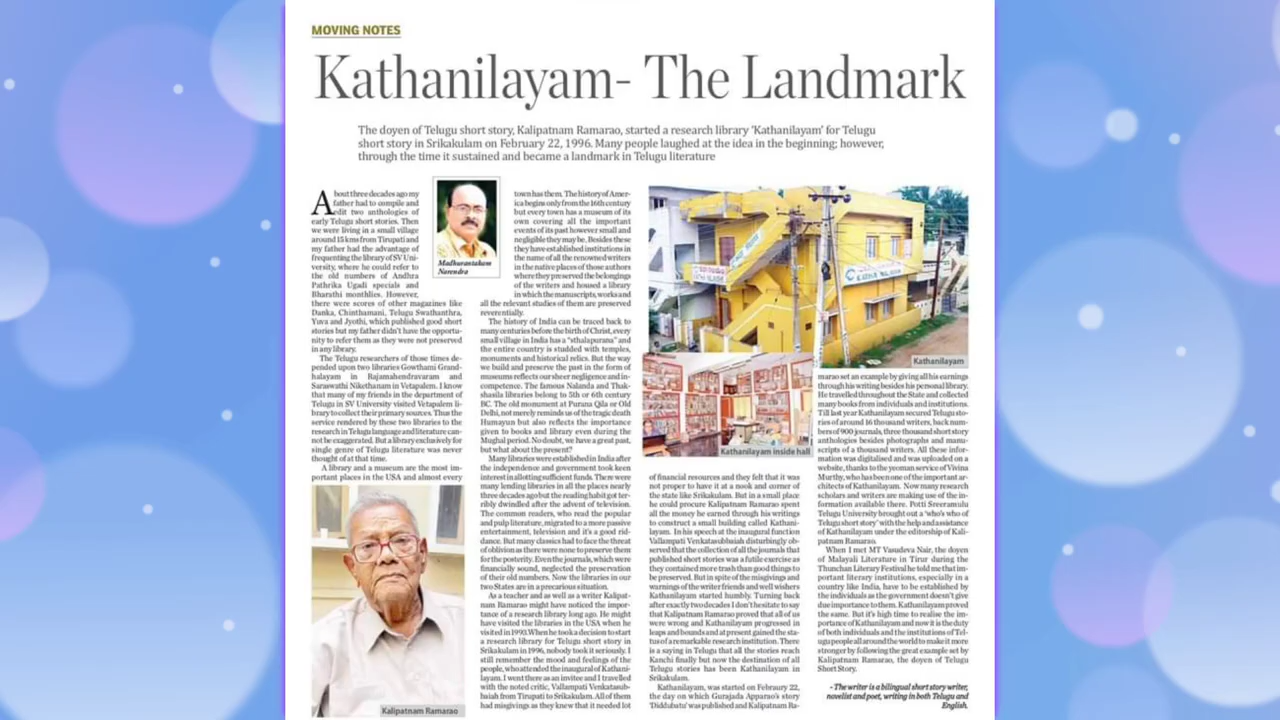 MOVING NOTES
Kathanilayam- The Landmark
The doyen of Telugu short story, Kalipatnam Ramarao, started a research library 'Kathanilayam' for Telugu
short story in Srikakulam on February 22, 1996. Many people laughed at the idea in the beginning; however,
through the time it sustained and became a landmark in Telugu literature
About three decades ago my
father had to compile and
edit two anthologies of
early Telugu short stories. Then
we were living in a small village
around 15 kms from Tirupati and
my father had the advantage of
frequenting the library of SV Uni-
versity, where he could refer to
the old numbers of Andhra
Pathrika Ugadi specials and
Bharathi monthlies. However,
there were scores of other magazines like
Danka, Chinthamani, Telugu Swathanthra,
Yuva and Jyothi, which published good short
stories but my father didn't have the opportu-
nity to refer them as they were not preserved
in any library.
The Telugu researchers of those times de-
pended upon two libraries Gowthami Grand-
halayam in Rajamahendravaram and
Saraswathi Nikethanam in Vetapalem. I know
that many of my friends in the department of
Telugu in SV University visited Vetapalem li-
brary to collect their primary sources. Thus the
service rendered by these two libraries to the
research in Telugu language and literature can-
not be exaggerated. But a library exclusively for
single genre of Telugu literature was never
thought of at that time.
A library and a museum are the most im-
portant places in the USA and almost every
Kalipatnam Ramarao
Madhurantakam
Narendra
town has them. The history of Amer-
ica begins only from the 16th century
but every town has a museum of its
own covering all the important
events of its past however small and
negligible they may be. Besides these
they have established institutions in
the name of all the renowned writers
in the native places of those authors
where they preserved the belongings
of the writers and housed a library
in which the manuscripts, works and
all the relevant studies of them are preserved
reverentially.
The history of India can be traced back to
many centuries before the birth of Christ, every
small village in India has a "sthalapurana" and
the entire country is studded with temples,
monuments and historical relics. But the way
we build and preserve the past in the form of
museums reflects our sheer negligence and in-
competence. The famous Nalanda and Thak-
shasila libraries belong to 5th or 6th century
BC. The old monument at Purana Qila or Old
Delhi, not merely reminds us of the tragic death
Humayun but also reflects the importance
given to books and library even during the
Mughal period. No doubt, we have a great past,
but what about the present?
Many libraries were established in India after
the independence and government took keen
interest in allotting sufficient funds. There were
many lending libraries in all the places nearly
three decades ago but the reading habit got ter-
ribly dwindled after the advent of television.
The common readers, who read the popular
and pulp literature, migrated to a more passive
entertainment, television and it's a good rid-
dance. But many classics had to face the threat
of oblivion as there were none to preserve them
for the posterity. Even the journals, which were
financially sound, neglected the preservation
of their old numbers. Now the libraries in our
two States are in a precarious situation.
As a teacher and as well as a writer Kalipat-
nam Ramarao might have noticed the impor-
tance of a research library long ago. He might
have visited the libraries in the USA when he
visited in 1993. When he took a decision to start
a research library for Telugu short story in
Srikakulam in 1996, nobody took it seriously. I
still remember the mood and feelings of the
people, who attended the inaugural of Kathani-
layam. I went there as an invitee and I travelled
with the noted critic, Vallampati Venkatasub-
baiah from Tirupati to Srikakulam. All of them
had misgivings as they knew that it needed lot
Kathanilayam
Kathanilayam inside hall
of financial resources and they felt that it was
not proper to have it at a nook and corner of
the state like Srikakulam. But in a small place
he could procure Kalipatnam Ramarao spent
all the money he earned through his writings
to construct a small building called Kathani-
layam. In his speech at the inaugural function
Vallampati Venkatasubbaiah disturbingly ob-
served that the collection of all the journals that
published short stories was a futile exercise as
they contained more trash than good things to
be preserved. But in spite of the misgivings and
warnings of the writer friends and well wishers
Kathanilayam started humbly. Turning back
after exactly two decades I don't hesitate to say
that Kalipatnam Ramarao proved that all of us
were wrong and Kathanilayam progressed in
leaps and bounds and at present gained the sta-
tus of a remarkable research institution. There
is a saying in Telugu that all the stories reach
Kanchi finally but now the destination of all
Telugu stories has been Kathanilayam in
Srikakulam.
Kathanilayam, was started on Febraury 22,
the day on which Gurajada Apparao's story
'Diddubatu' was published and Kalipatnam Ra-
marao set an example by giving all his earnings
through his writing besides his personal library.
He travelled throughout the State and collected
many books from individuals and institutions.
Till last year Kathanilayam secured Telugu sto-
ries of around 16 thousand writers, back num-
bers of 900 journals, three thousand short story
anthologies besides photographs and manu-
scripts of a thousand writers. All these infor-
mation was digitalised and was uploaded on a
website, thanks to the yeoman service of Vivina
Murthy, who has been one of the important ar-
chitects of Kathanilayam. Now many research
scholars and writers are making use of the in-
formation available there. Potti Sreeramulu
Telugu University brought out a 'who's who of
Telugu short story' with the help and assistance
of Kathanilayam under the editorship of Kali-
patnam Ramarao.
When I met MT Vasudeva Nair, the doyen
of Malayali Literature in Tirur during the
Thunchan Literary Festival he told me that im-
portant literary institutions, especially in a
country like India, have to be established by
the individuals as the government doesn't give
due importance to them. Kathanilayam proved
the same. But it's high time to realise the im-
portance of Kathanilayam and now it is the duty
of both individuals and the institutions of Tel-
ugu people all around the world to make it more
stronger by following the great example set by
Kalipatnam Ramarao, the doyen of Telugu
Short Story.
- The writer is a bilingual short story writer,
novelist and poet, writing in both Telugu and
English.